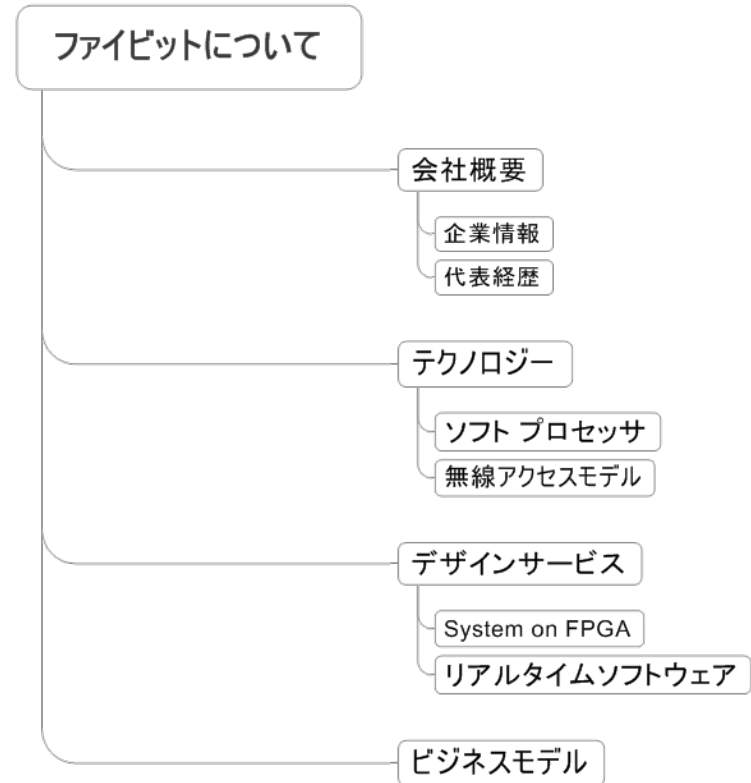 ファイビットについて
会社概要
企業情報
代表経歴
テクノロジー
ソフト プロセッサ
無線アクセスモデル
デザインサービス
System on FPGA
リアルタイムソフトウェア
ビジネスモデル